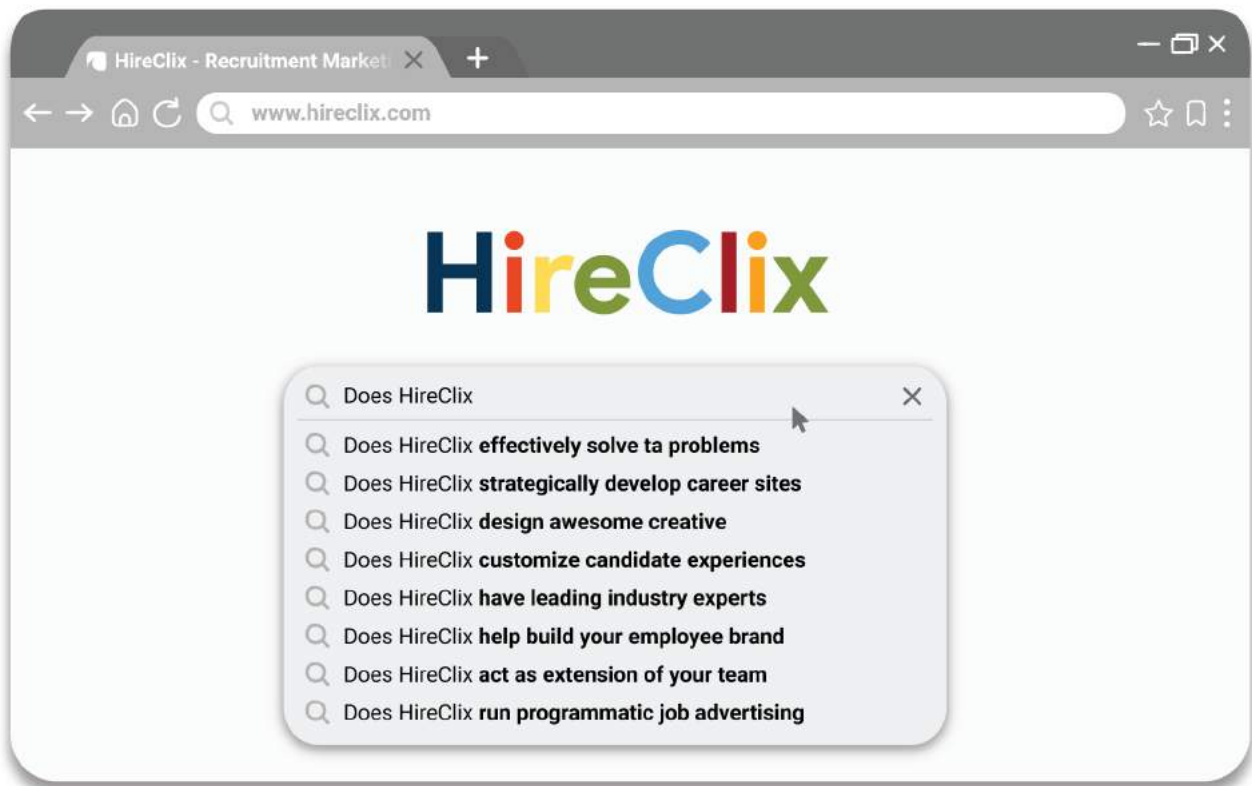 HireClix - Recruitment Market
www.hireclix.com
HireClix
Does HireClix
Does HireClix effectively solve ta problems
Does HireClix strategically develop career sites
Does HireClix design awesome creative
Does HireClix customize candidate experiences
Does HireClix have leading industry experts
Does HireClix help build your employee brand
Does HireClix act as extension of your team
Does HireClix run programmatic job advertising